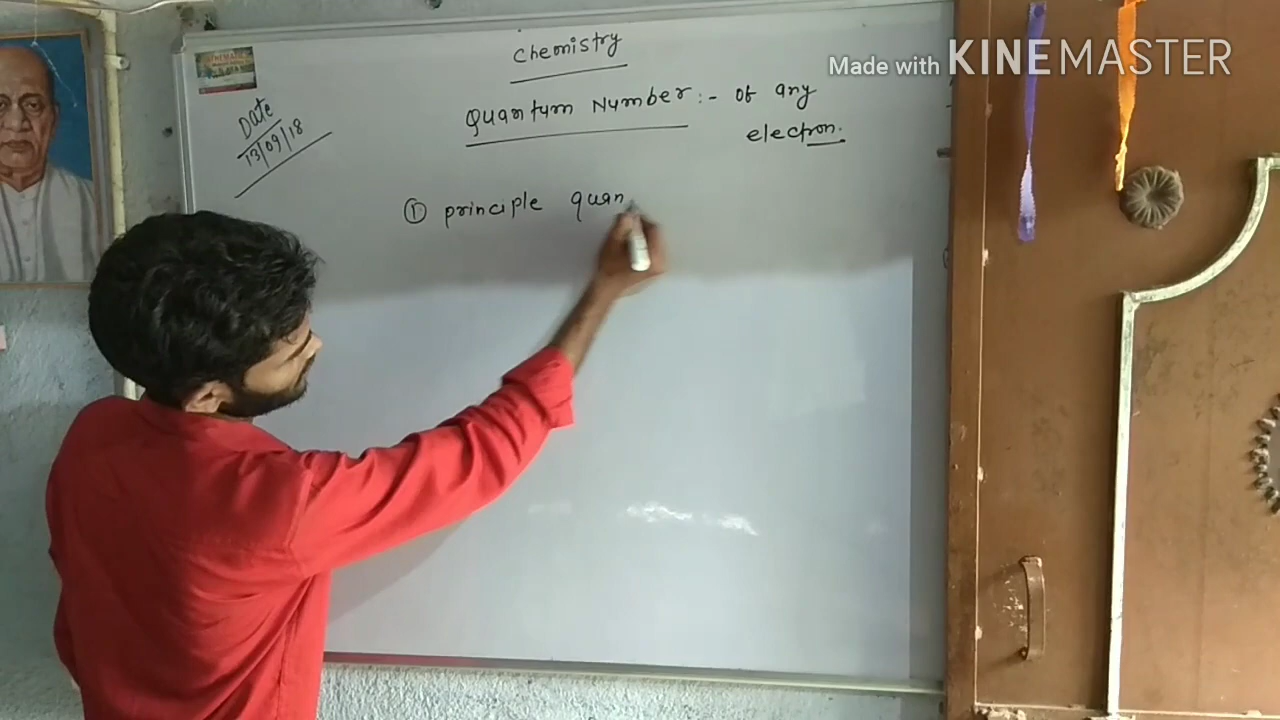 Chemistry
Made with KINEMASTER
Date
13/09/18
Quantum Number :- of any
electron.
① principle quan